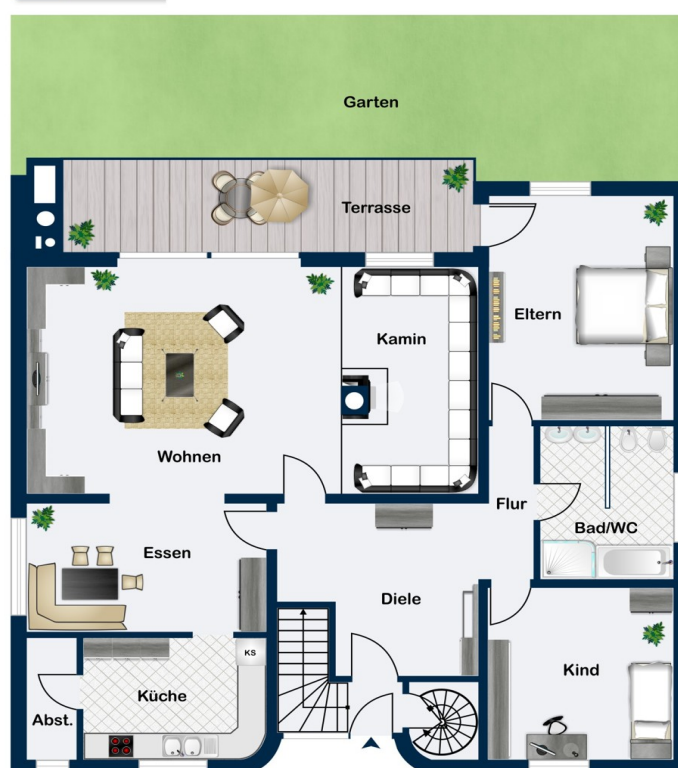 Garten
Terrasse
Eltern
Kamin
Wohnen
Flur
Bad/WC
Essen
Diele
KS
Kind
Küche
Abst.